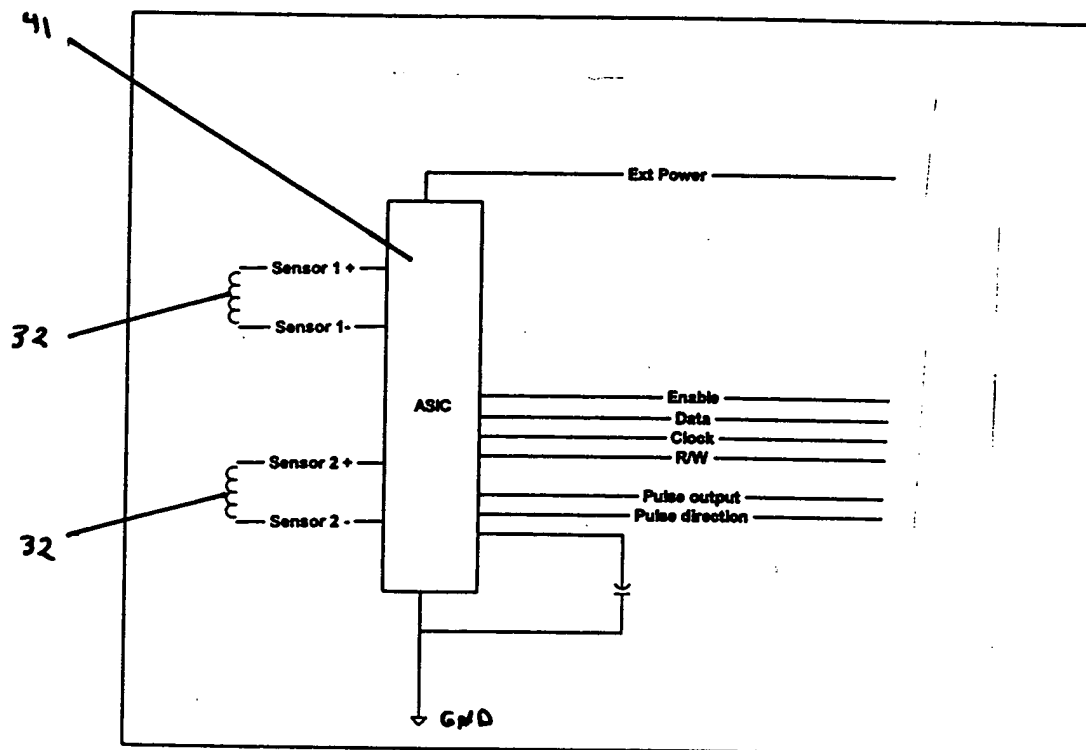 41
Ext Power
Sensor 1 +
32
Sensor 1-
Enable
ASIC
Data
Clock
R/W
Sensor 2 +
Pulse output
Pulse direction
Sensor 2 -
32
GND